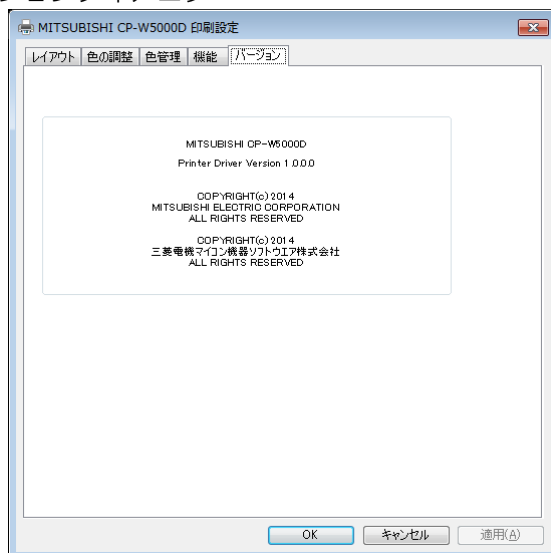 MITSUBISHI CP-W5000D 印刷設定
レイアウト 色の調整 色管理 機能 バージョン
MITSUBISHI CP-W5000D
Printer Driver Version 1.0.0.0
COPYRIGHT(c) 2014
MITSUBISHI ELECTRIC CORPORATION
ALL RIGHTS RESERVED
COPYRIGHT(c) 2014
三菱電機マイコン機器ソフトウエア株式会社
ALL RIGHTS RESERVED
OK キャンセル 適用(A)